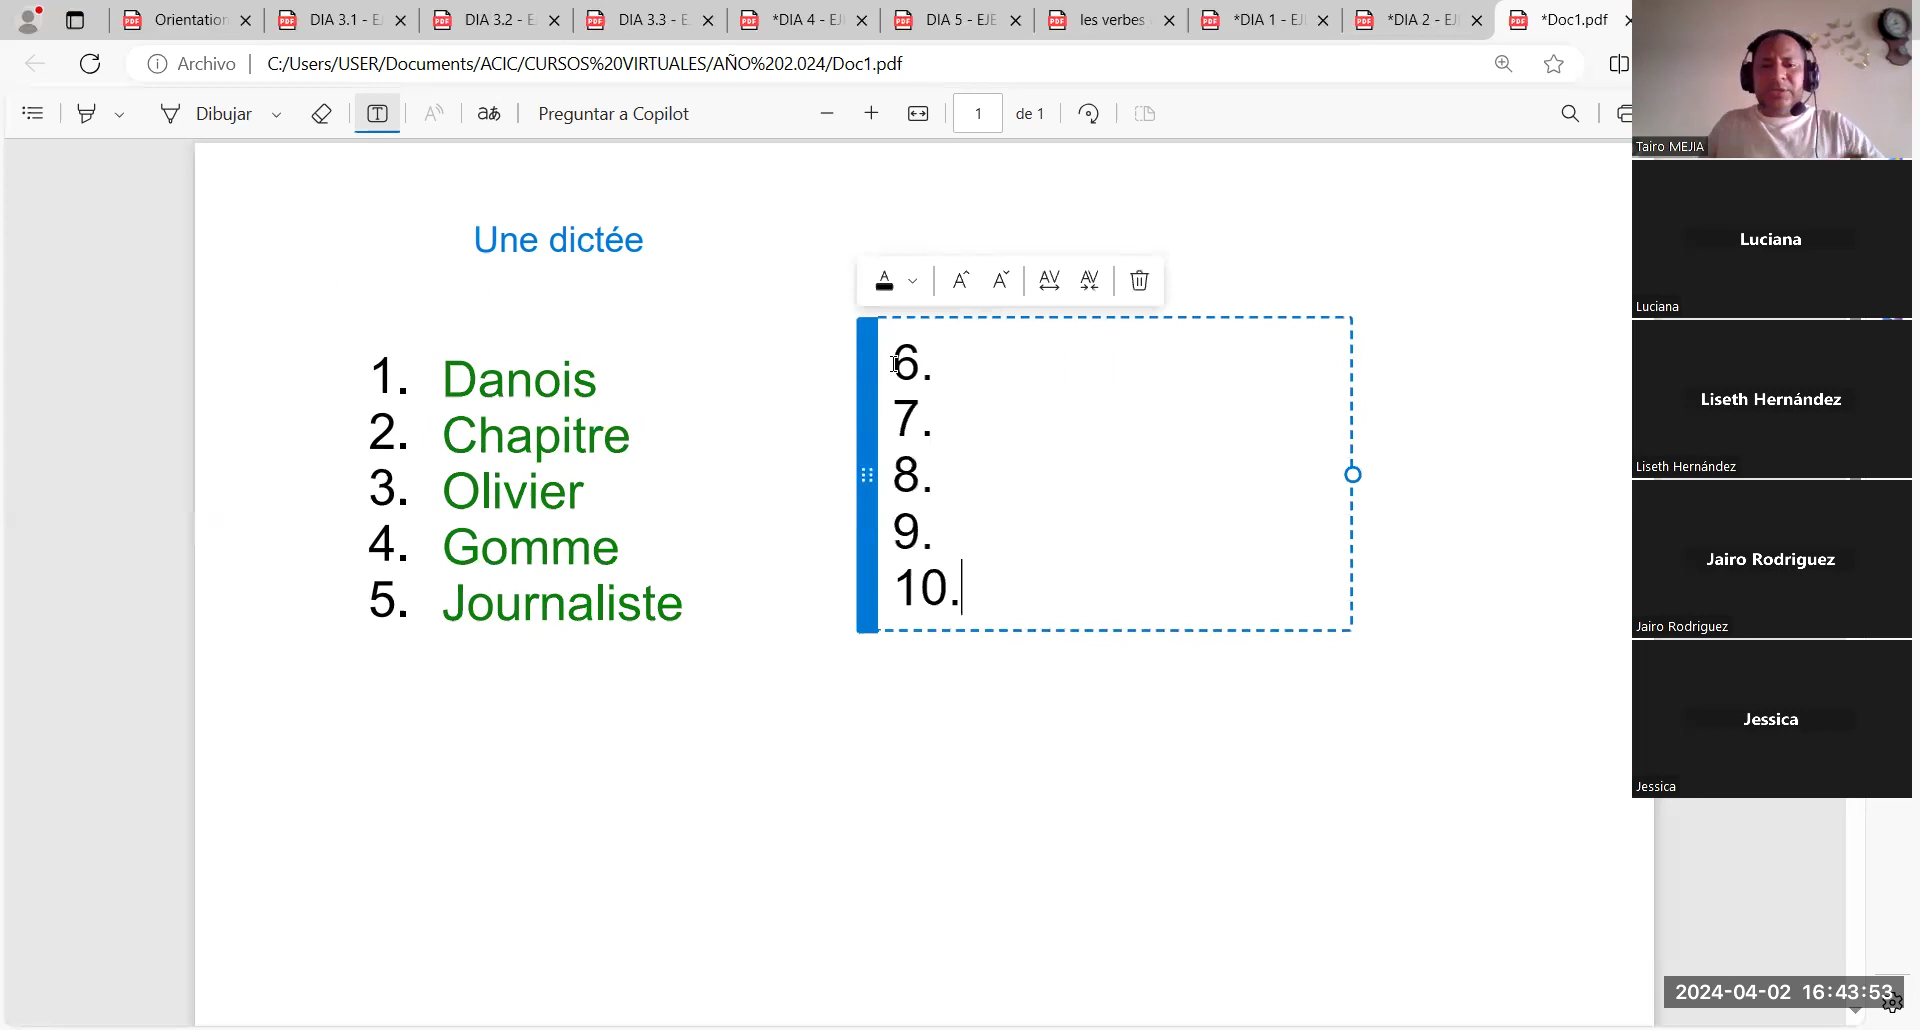 Orientation
DIA 3.1 - E
DIA 3.2 - E
DIA 3.3 - E
*DIA 4 - EJ
DIA 5 - EJE
les verbes
*DIA 1 - EJ
*DIA 2 - EJ
*Doc1.pdf
Archivo
C:/Users/USER/Documents/ACIC/CURSOS%20VIRTUALES/AÑO%202.024/Doc1.pdf
Dibujar
Preguntar a Copilot
1 de 1
Une dictée
1. Danois
2. Chapitre
3. Olivier
4. Gomme
5. Journaliste
6.
7.
8.
9.
10.
Tairo MEJIA
Luciana
Luciana
Liseth Hernández
Liseth Hernández
Jairo Rodriguez
Jairo Rodriguez
Jessica
Jessica
2024-04-02 16:43:53